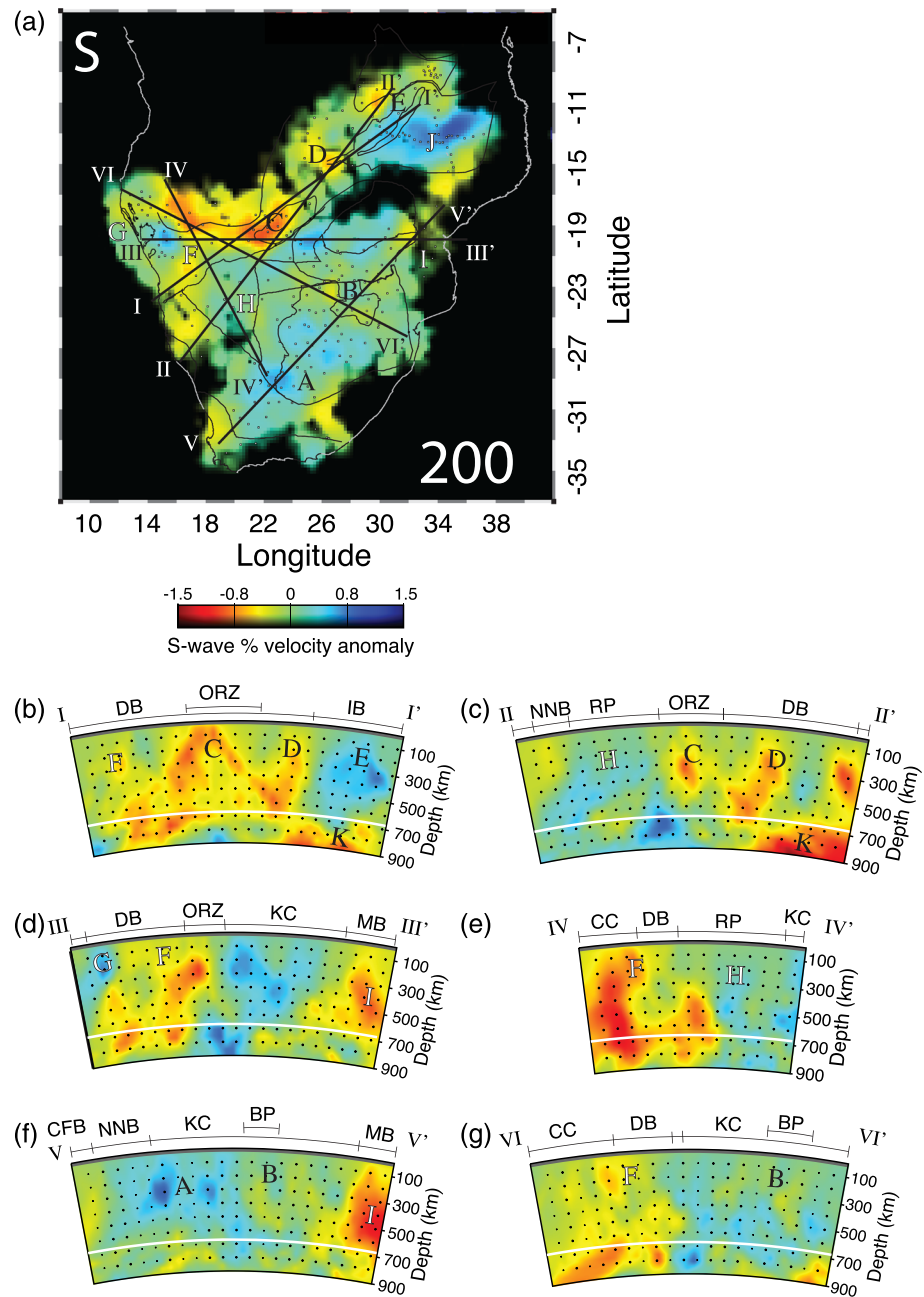 (a)
S
-7
-11
-15
-19
-23
-27
-31
-35
Latitude
II'
E
I'
D
J
VI
IV
V'
G
C
III
F
I
III'
I
H
B
II
VI'
IV'
A
V
200
10 14 18 22 26 30 34 38
Longitude
-1.5 -0.8 0 0.8 1.5
S-wave % velocity anomaly
(b)
I DB ORZ IB I'
F C D E K
100
300
500
700
900
Depth (km)
(c)
II NNB RP ORZ DB II'
H C D K
100
300
500
700
900
Depth (km)
(d)
III DB ORZ KC MB III'
G F I
100
300
500
700
900
Depth (km)
(e)
IV CC DB RP KC IV'
F H
100
300
500
700
900
Depth (km)
(f)
CFB NNB KC BP MB
V V'
A B I
100
300
500
700
900
Depth (km)
(g)
VI CC DB KC BP VI'
F B
100
300
500
700
900
Depth (km)